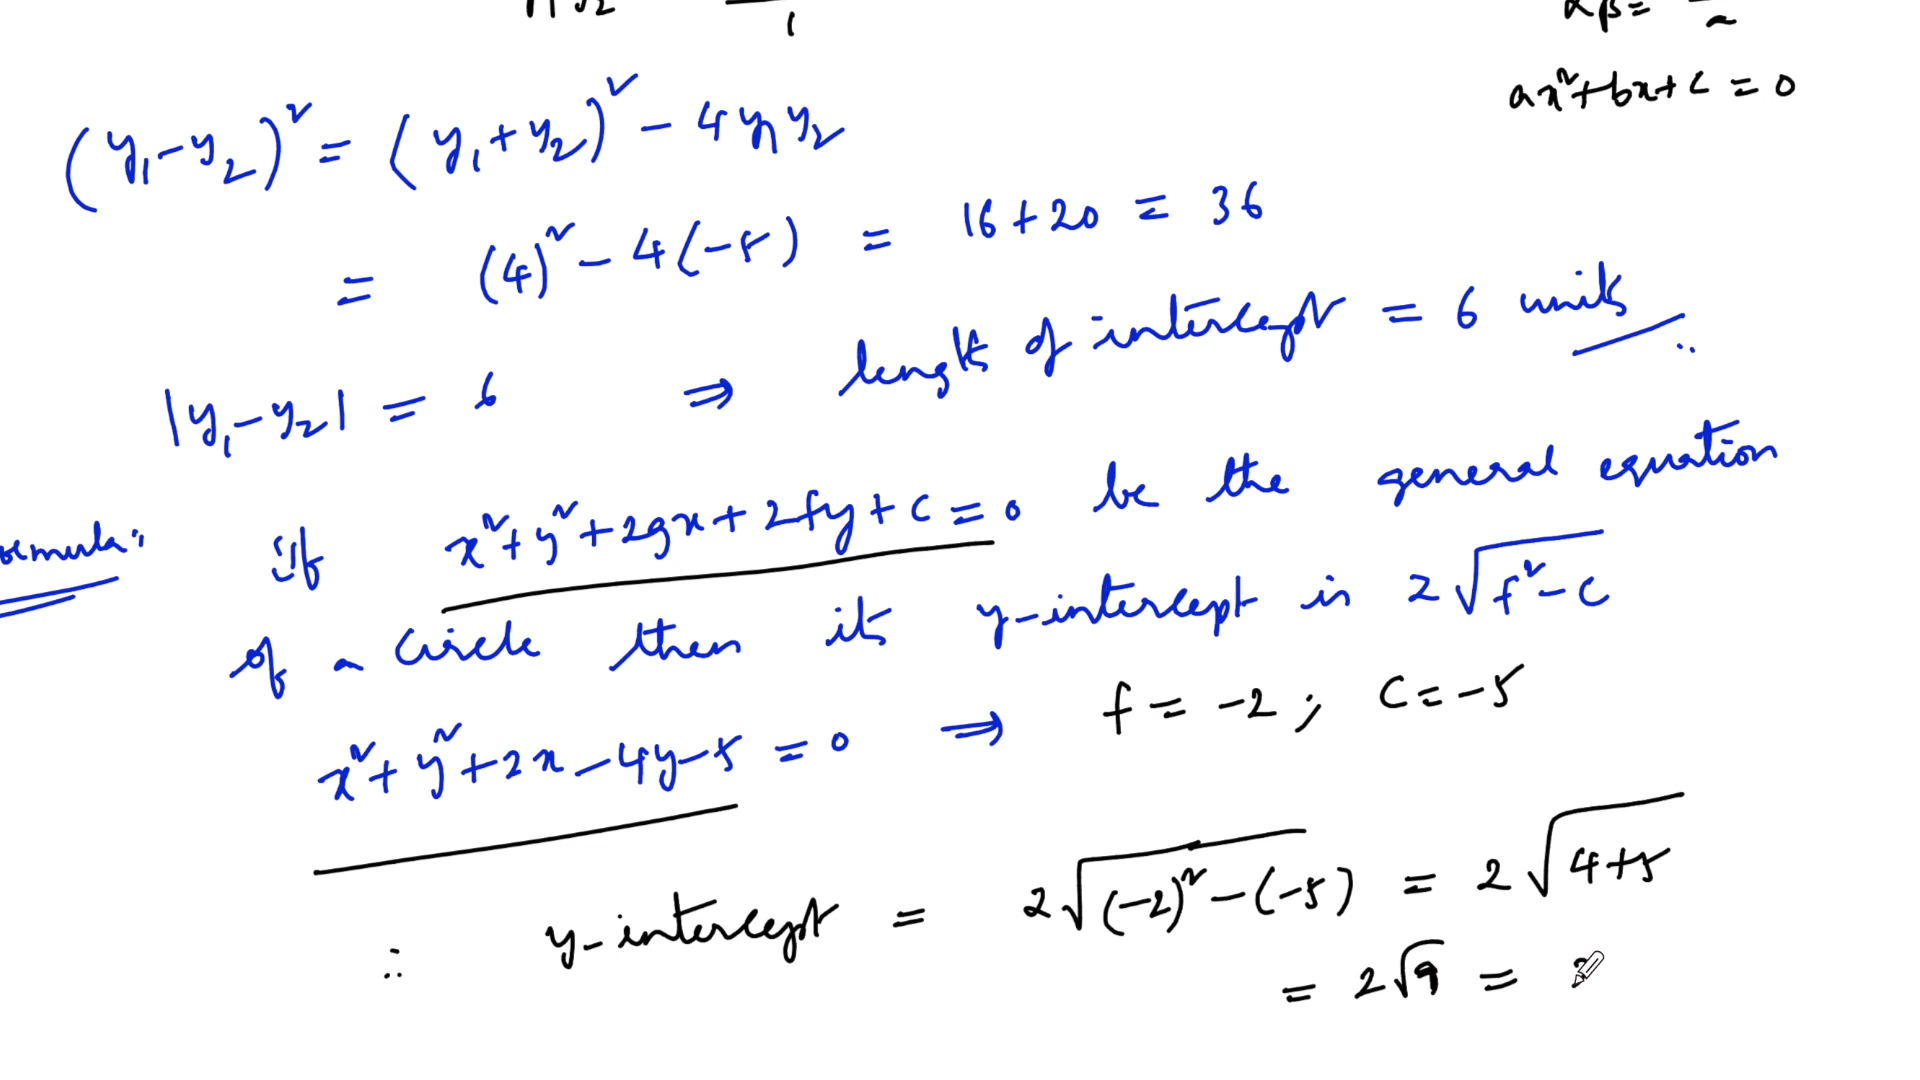 αβ =
1
a
ax²+bx+c = 0
(y₁-y₂)² = (y₁+y₂)² - 4y₁y₂
= (4)² - 4(-5) = 16+20 = 36
|y₁-y₂| = 6 ⇒ length of intercept = 6 units
If x²+y²+2gx+2fy+c=0 be the general equation
of a circle then its y-intercept is 2√(f²-c)
x²+y²+2x-4y-5 = 0 ⇒ f = -2 ; c = -5
∴ y-intercept = 2√((-2)²-(-5)) = 2√(4+5)
= 2√9 =